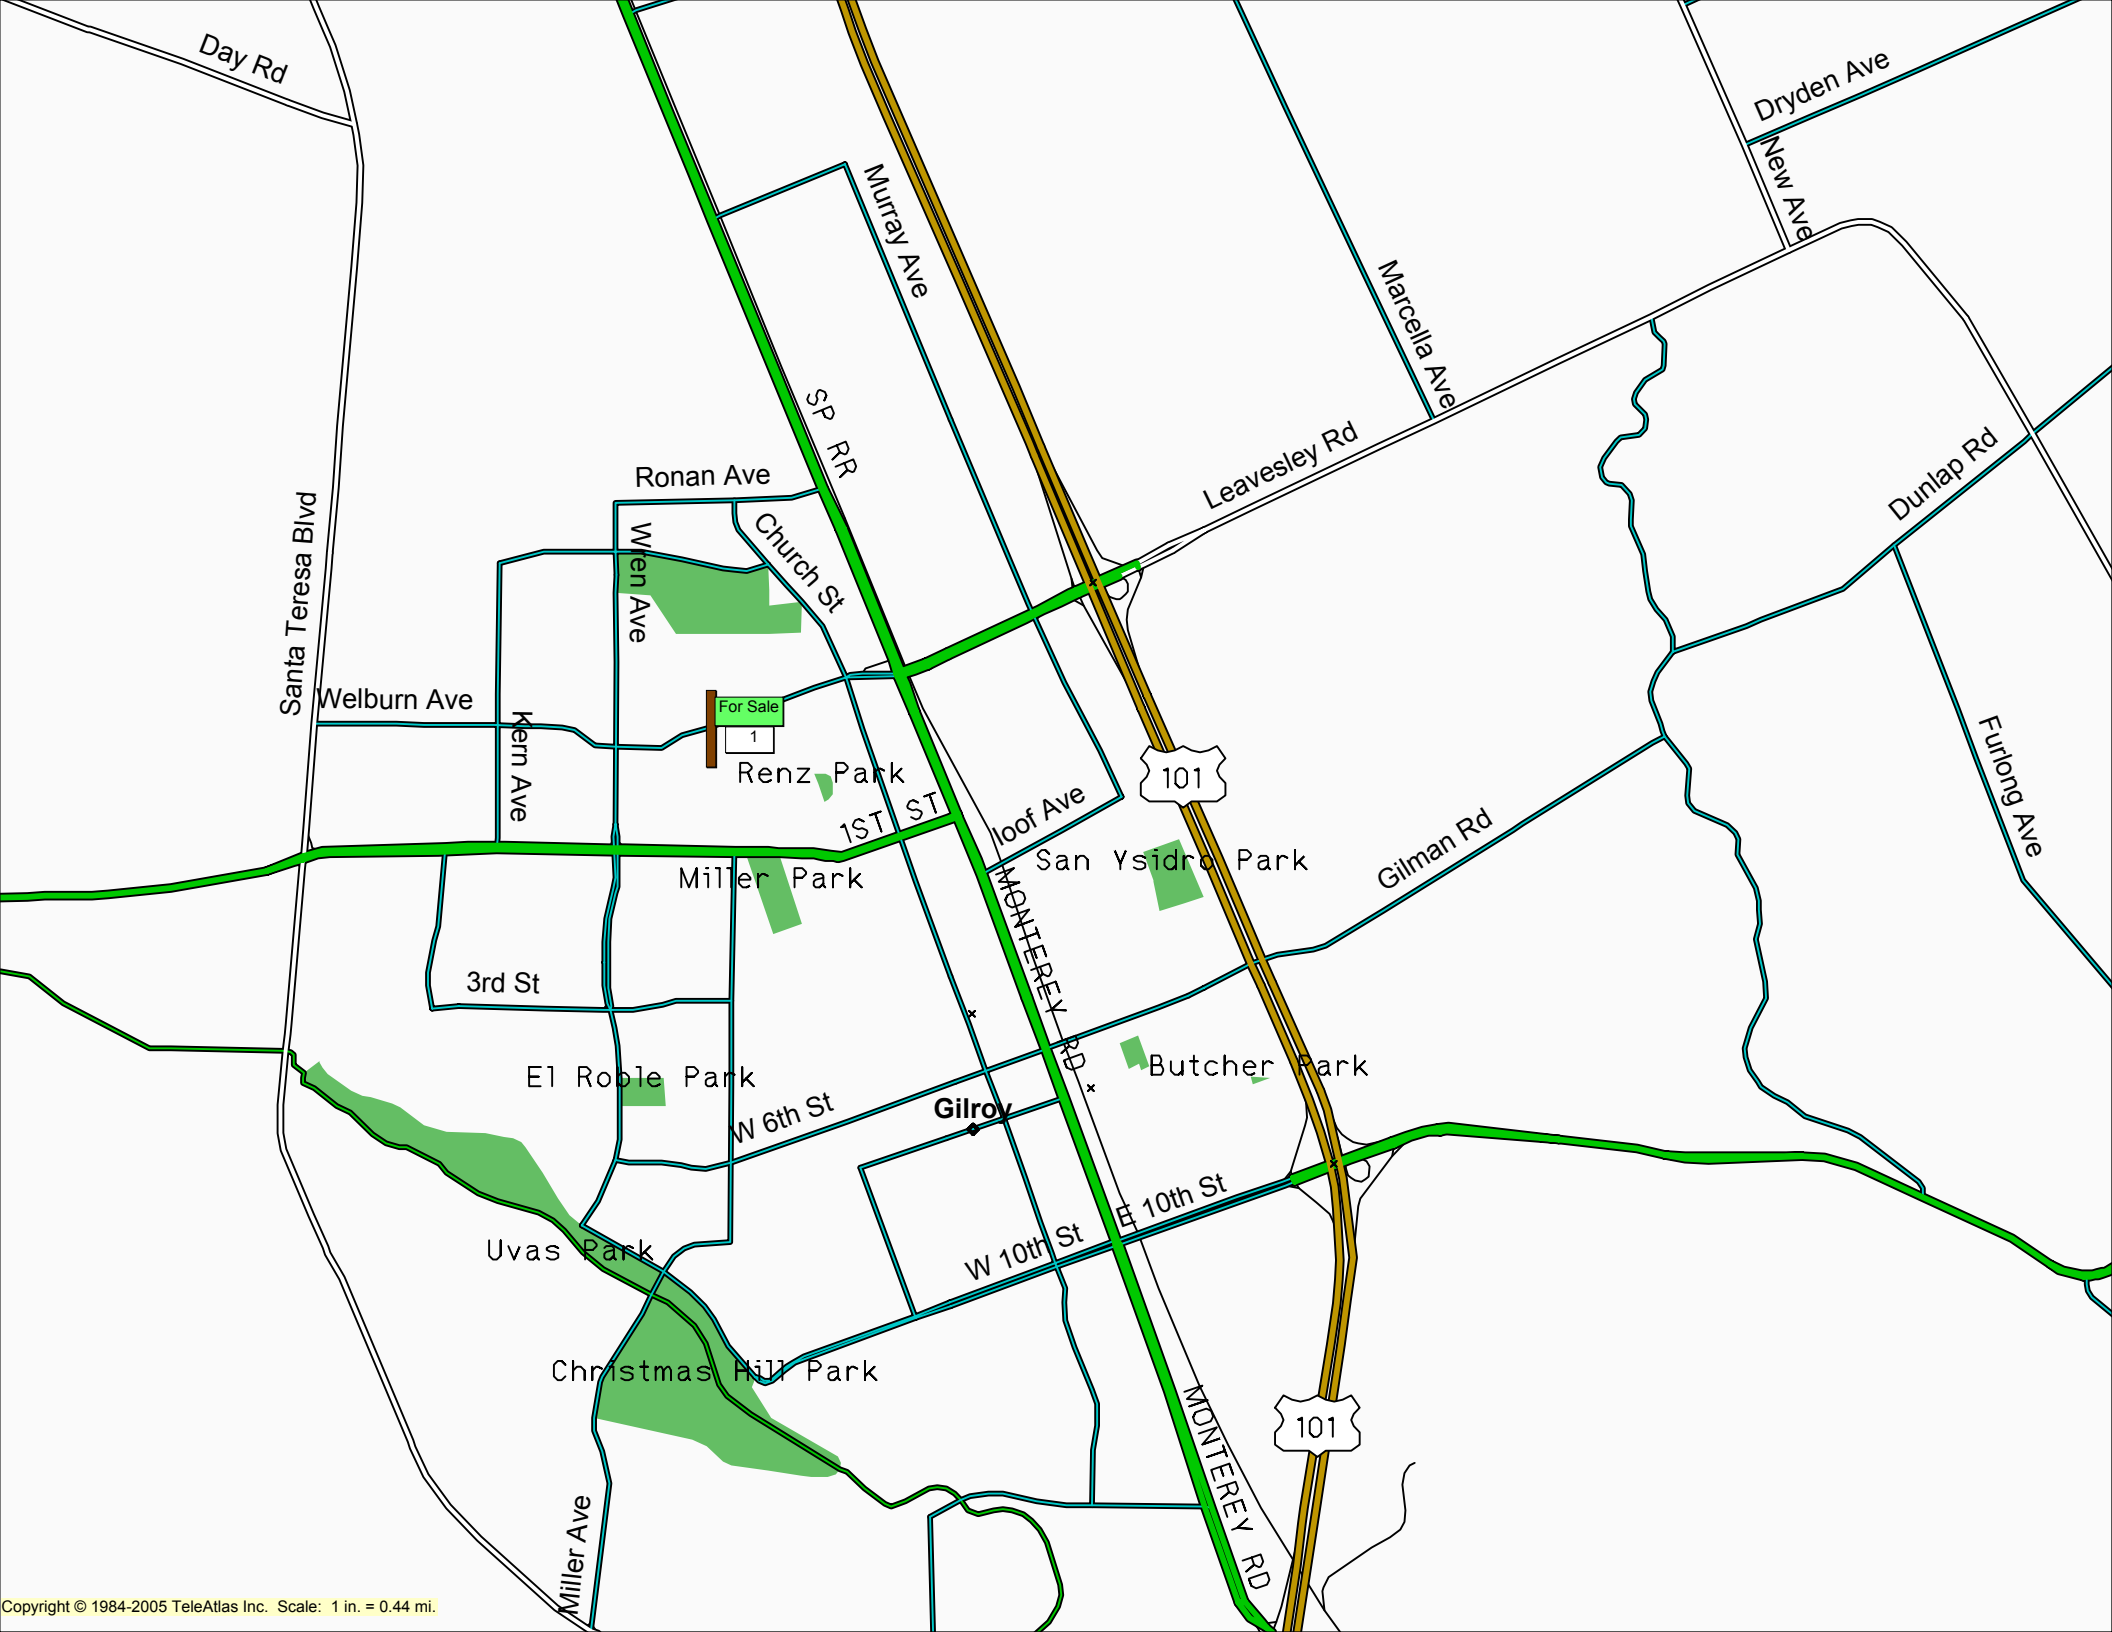 Day Rd
Dryden Ave
New Ave
Murray Ave
Marcella Ave
SP RR
Leavesley Rd
Dunlap Rd
Ronan Ave
Santa Teresa Blvd
Wren Ave
Church St
Welburn Ave
Kern Ave
For Sale
1
Renz Park
101
Furlong Ave
1ST ST
Ioof Ave
Gilman Rd
San Ysidro Park
Miller Park
MONTEREY RD
3rd St
El Roble Park
Butcher Park
W 6th St
Gilroy
E 10th St
W 10th St
Uvas Park
Christmas Hill Park
101
MONTEREY RD
Miller Ave
Copyright © 1984-2005 TeleAtlas Inc. Scale: 1 in. = 0.44 mi.